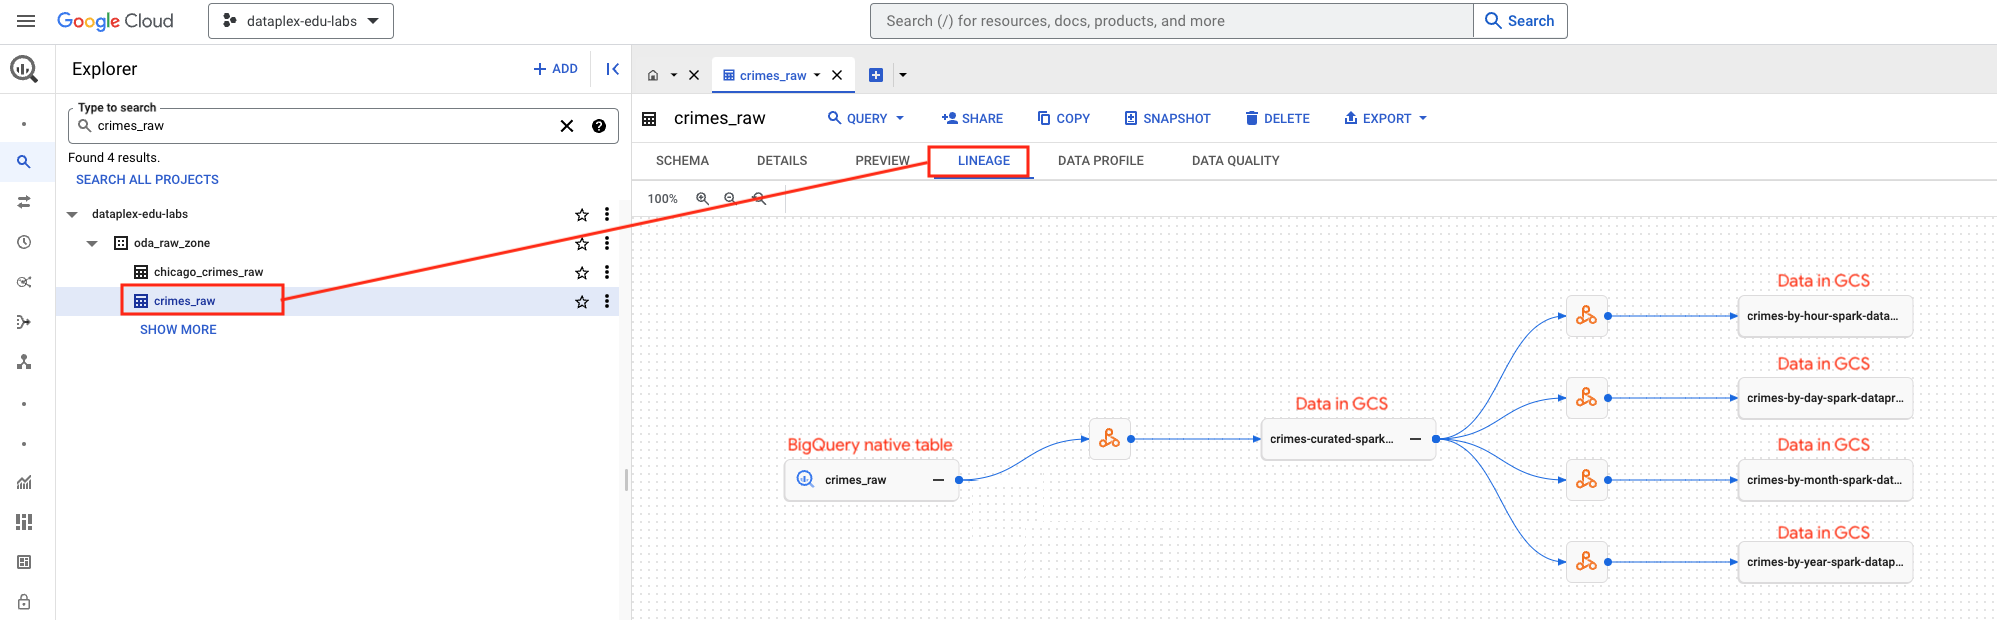 Google Cloud
dataplex-edu-labs
Search (/) for resources, docs, products, and more
Search
Explorer
ADD
Type to search
crimes_raw
Found 4 results.
SEARCH ALL PROJECTS
dataplex-edu-labs
oda_raw_zone
chicago_crimes_raw
crimes_raw
SHOW MORE
crimes_raw
crimes_raw
QUERY
SHARE
COPY
SNAPSHOT
DELETE
EXPORT
SCHEMA
DETAILS
PREVIEW
LINEAGE
DATA PROFILE
DATA QUALITY
100%
BigQuery native table
crimes_raw
Data in GCS
crimes-curated-spark...
Data in GCS
crimes-by-hour-spark-data...
Data in GCS
crimes-by-day-spark-datapr...
Data in GCS
crimes-by-month-spark-dat...
Data in GCS
crimes-by-year-spark-datap...